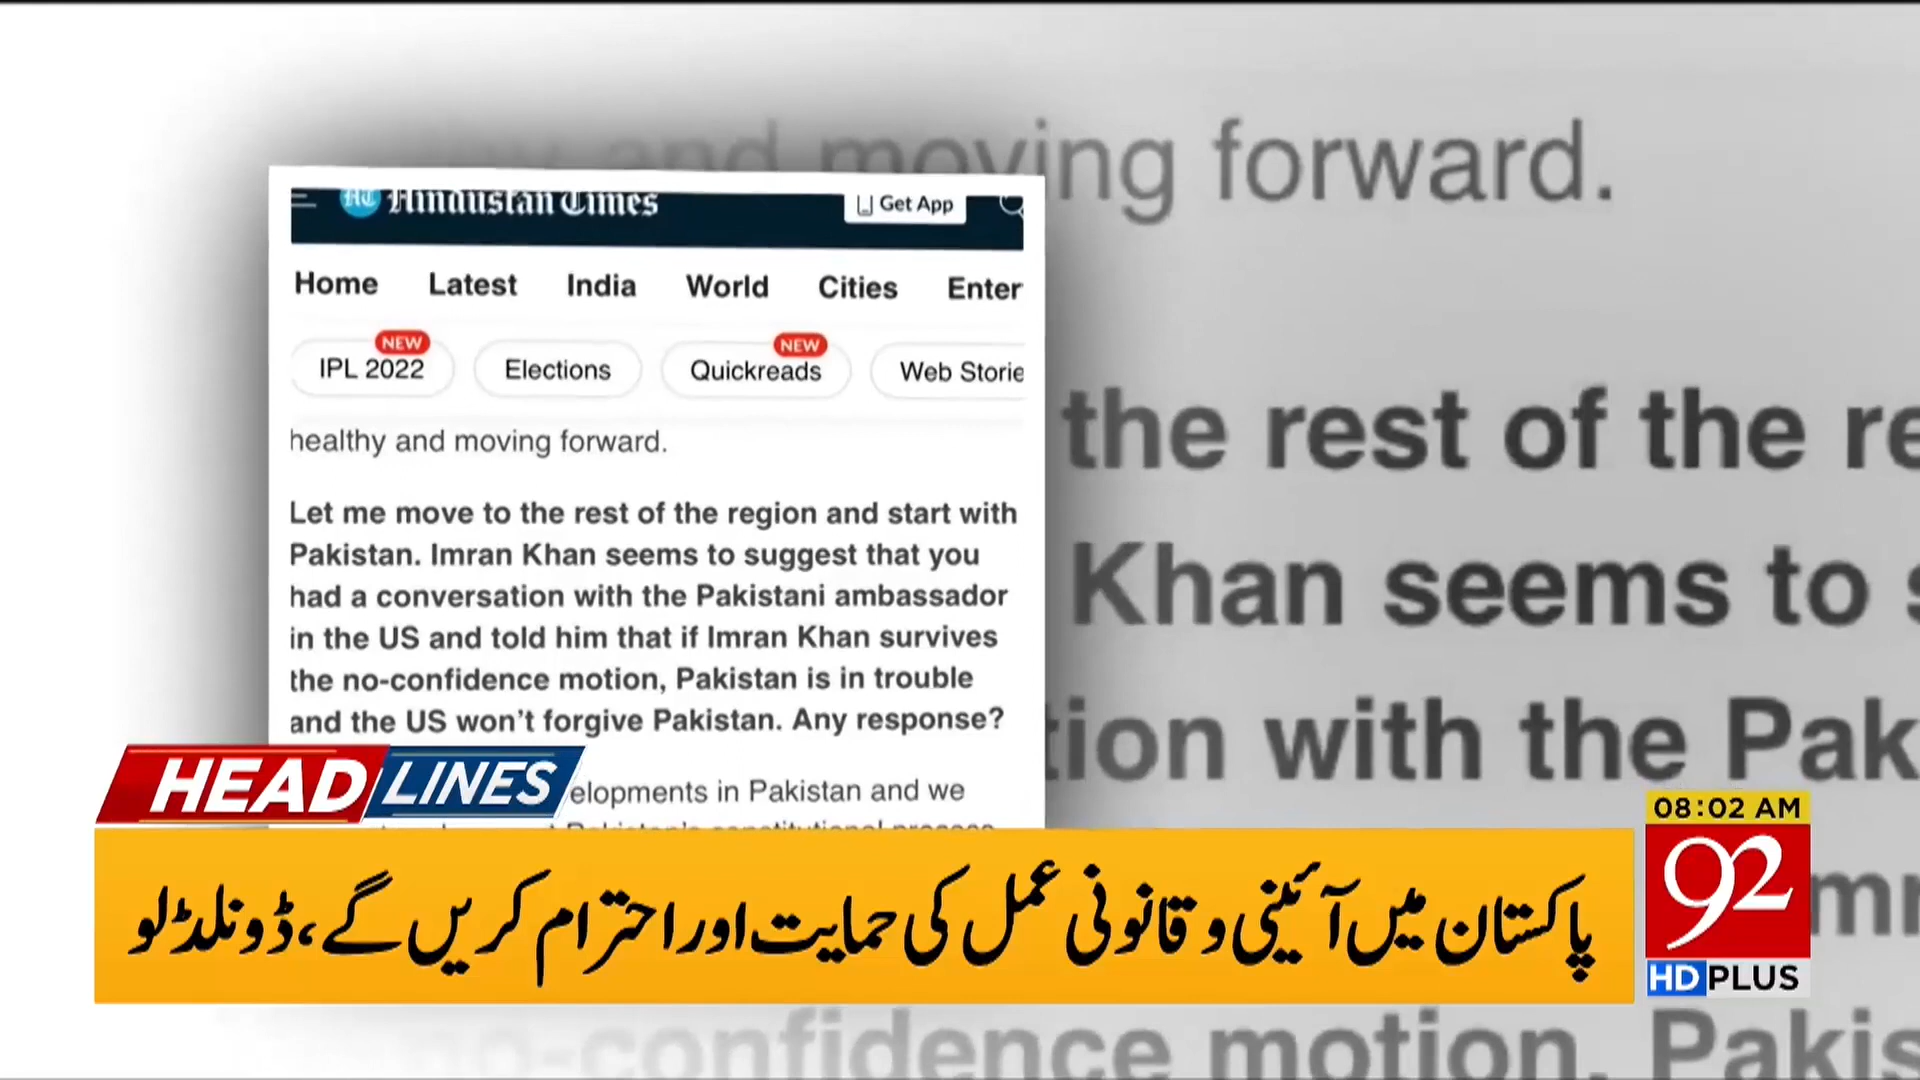 and moving forward.
Hindustan Times
Get App
Home Latest India World Cities Enter
NEW NEW
IPL 2022 Elections Quickreads Web Storie
healthy and moving forward.
Let me move to the rest of the region and start with
Pakistan. Imran Khan seems to suggest that you
had a conversation with the Pakistani ambassador
in the US and told him that if Imran Khan survives
the no-confidence motion, Pakistan is in trouble
and the US won't forgive Pakistan. Any response?
elopments in Pakistan and we
the rest of the re
Khan seems to s
tion with the Pak
no-confidence motion, Pakis
HEADLINES
پاکستان میں آئینی و قانونی عمل کی حمایت اور احترام کریں گے، ڈونلڈ لو
08:02 AM
92
HD PLUS